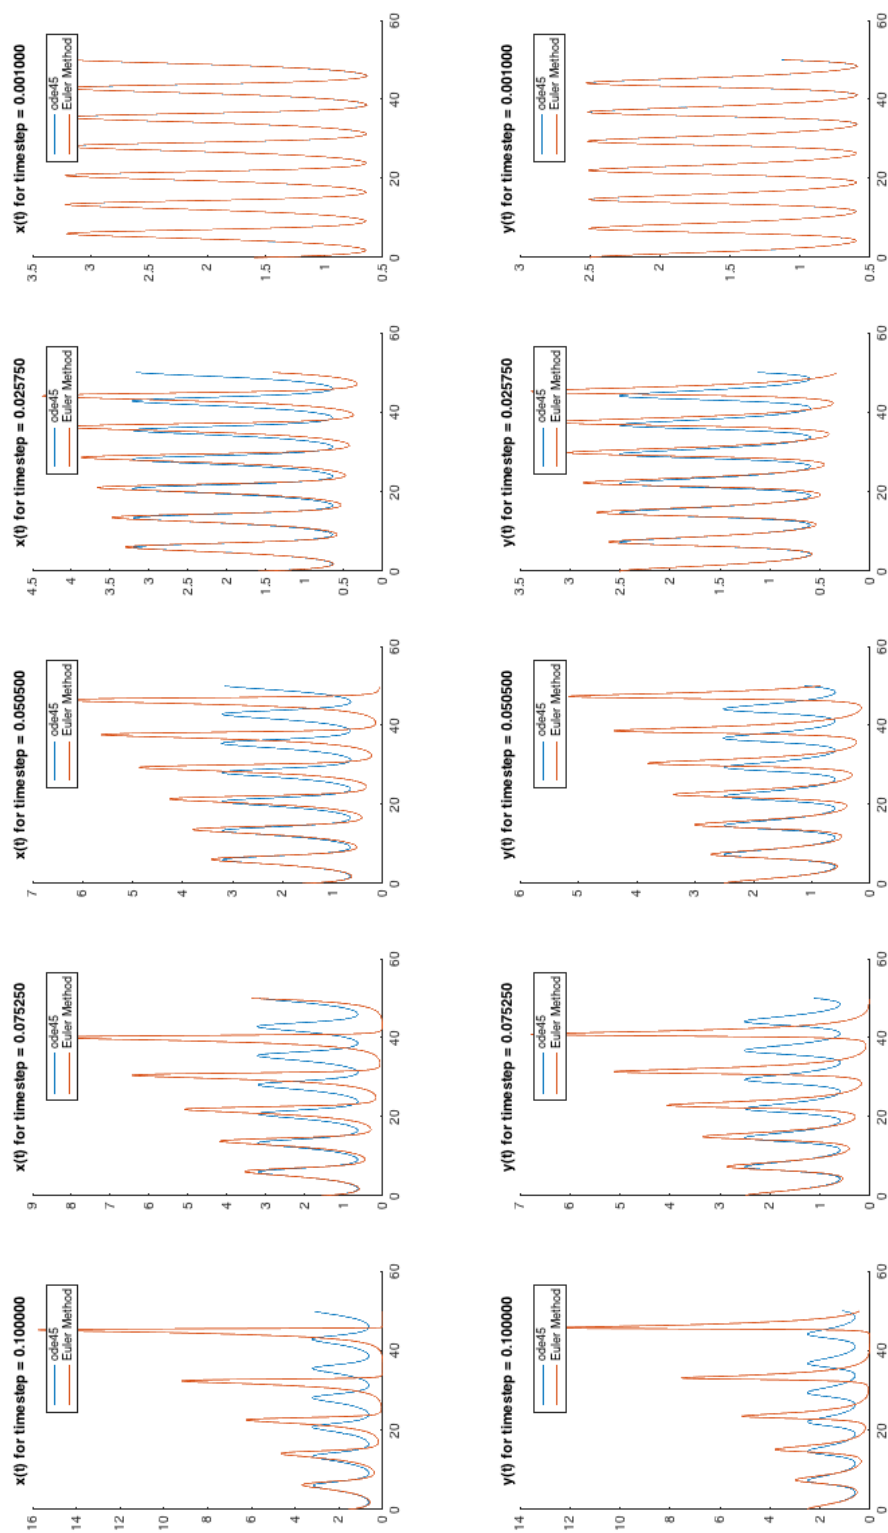 x(t) for timestep = 0.100000
ode45
Euler Method
16
14
12
10
8
6
4
2
0
0 20 40 60
x(t) for timestep = 0.075250
ode45
Euler Method
9
8
7
6
5
4
3
2
1
0
0 20 40 60
x(t) for timestep = 0.050500
ode45
Euler Method
7
6
5
4
3
2
1
0
0 20 40 60
x(t) for timestep = 0.025750
ode45
Euler Method
4.5
4
3.5
3
2.5
2
1.5
1
0.5
0
0 20 40 60
x(t) for timestep = 0.001000
ode45
Euler Method
3.5
3
2.5
2
1.5
1
0.5
0 20 40 60
y(t) for timestep = 0.100000
ode45
Euler Method
14
12
10
8
6
4
2
0
0 20 40 60
y(t) for timestep = 0.075250
ode45
Euler Method
7
6
5
4
3
2
1
0
0 20 40 60
y(t) for timestep = 0.050500
ode45
Euler Method
6
5
4
3
2
1
0
0 20 40 60
y(t) for timestep = 0.025750
ode45
Euler Method
3.5
3
2.5
2
1.5
1
0.5
0
0 20 40 60
y(t) for timestep = 0.001000
ode45
Euler Method
3
2.5
2
1.5
1
0.5
0 20 40 60